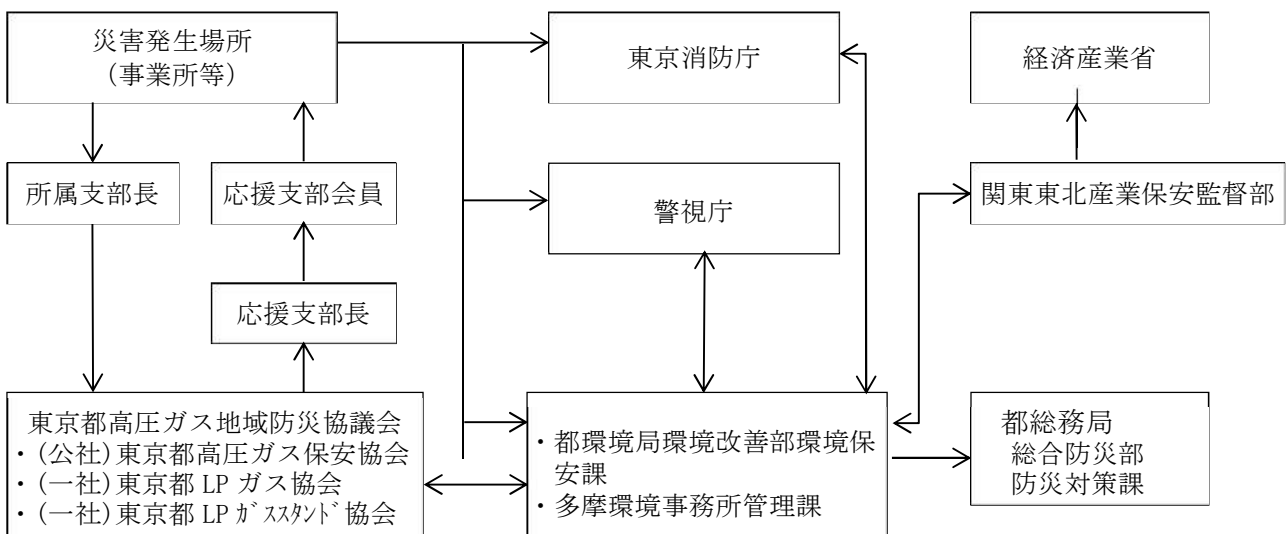 災害発生場所
（事業所等）
東京消防庁
経済産業省
所属支部長
応援支部会員
警視庁
関東東北産業保安監督部
応援支部長
東京都高圧ガス地域防災協議会
・(公社)東京都高圧ガス保安協会
・(一社)東京都 LP ガス協会
・(一社)東京都 LP ｶﾞｽｽﾀﾝﾄﾞ協会
・都環境局環境改善部環境保
安課
・多摩環境事務所管理課
都総務局
総合防災部
防災対策課